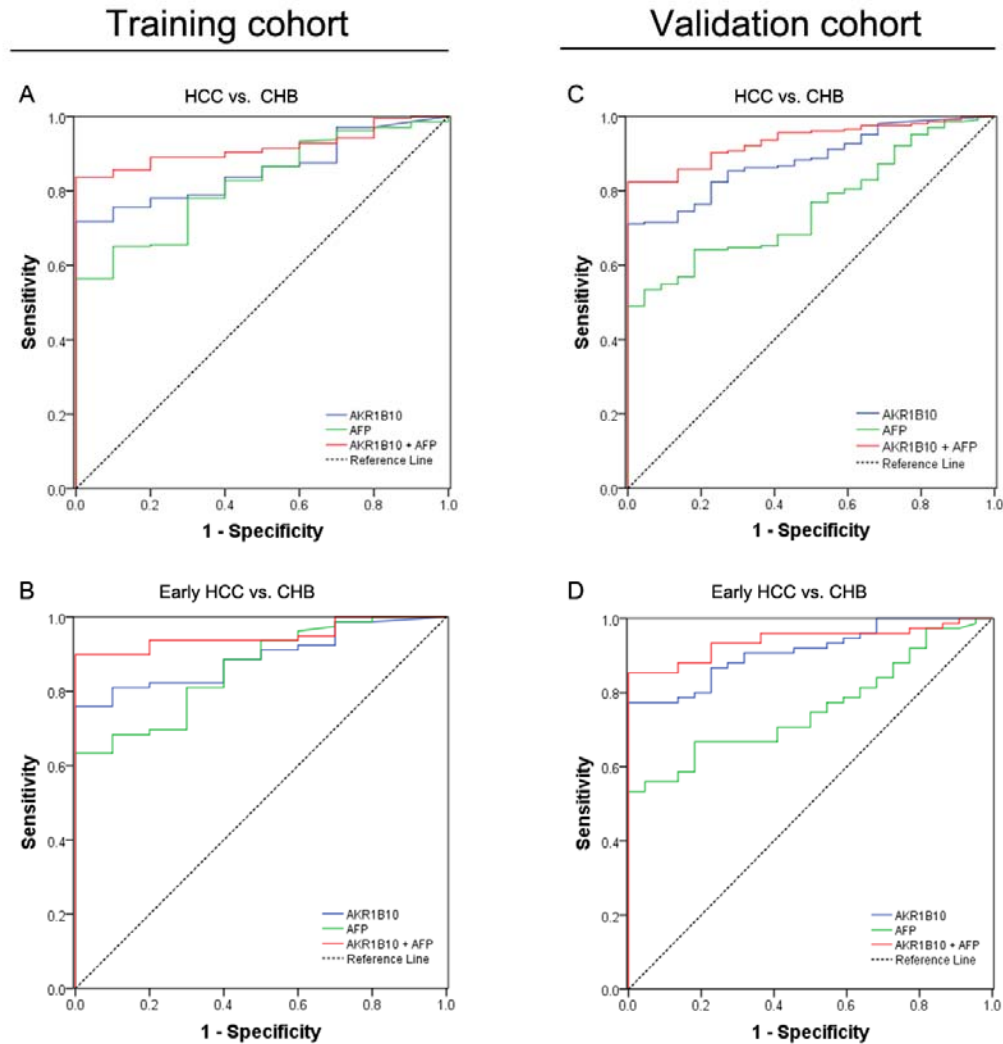 Training cohort
A
HCC vs. CHB
Sensitivity
1.0
0.8
0.6
0.4
0.2
0.0
0.0 0.2 0.4 0.6 0.8 1.0
1 - Specificity
AKR1B10
AFP
AKR1B10 + AFP
Reference Line
B
Early HCC vs. CHB
Sensitivity
1.0
0.8
0.6
0.4
0.2
0.0
0.0 0.2 0.4 0.6 0.8 1.0
1 - Specificity
AKR1B10
AFP
AKR1B10 + AFP
Reference Line
Validation cohort
C
HCC vs. CHB
Sensitivity
1.0
0.8
0.6
0.4
0.2
0.0
0.0 0.2 0.4 0.6 0.8 1.0
1 - Specificity
AKR1B10
AFP
AKR1B10 + AFP
Reference Line
D
Early HCC vs. CHB
Sensitivity
1.0
0.8
0.6
0.4
0.2
0.0
0.0 0.2 0.4 0.6 0.8 1.0
1 - Specificity
AKR1B10
AFP
AKR1B10 + AFP
Reference Line